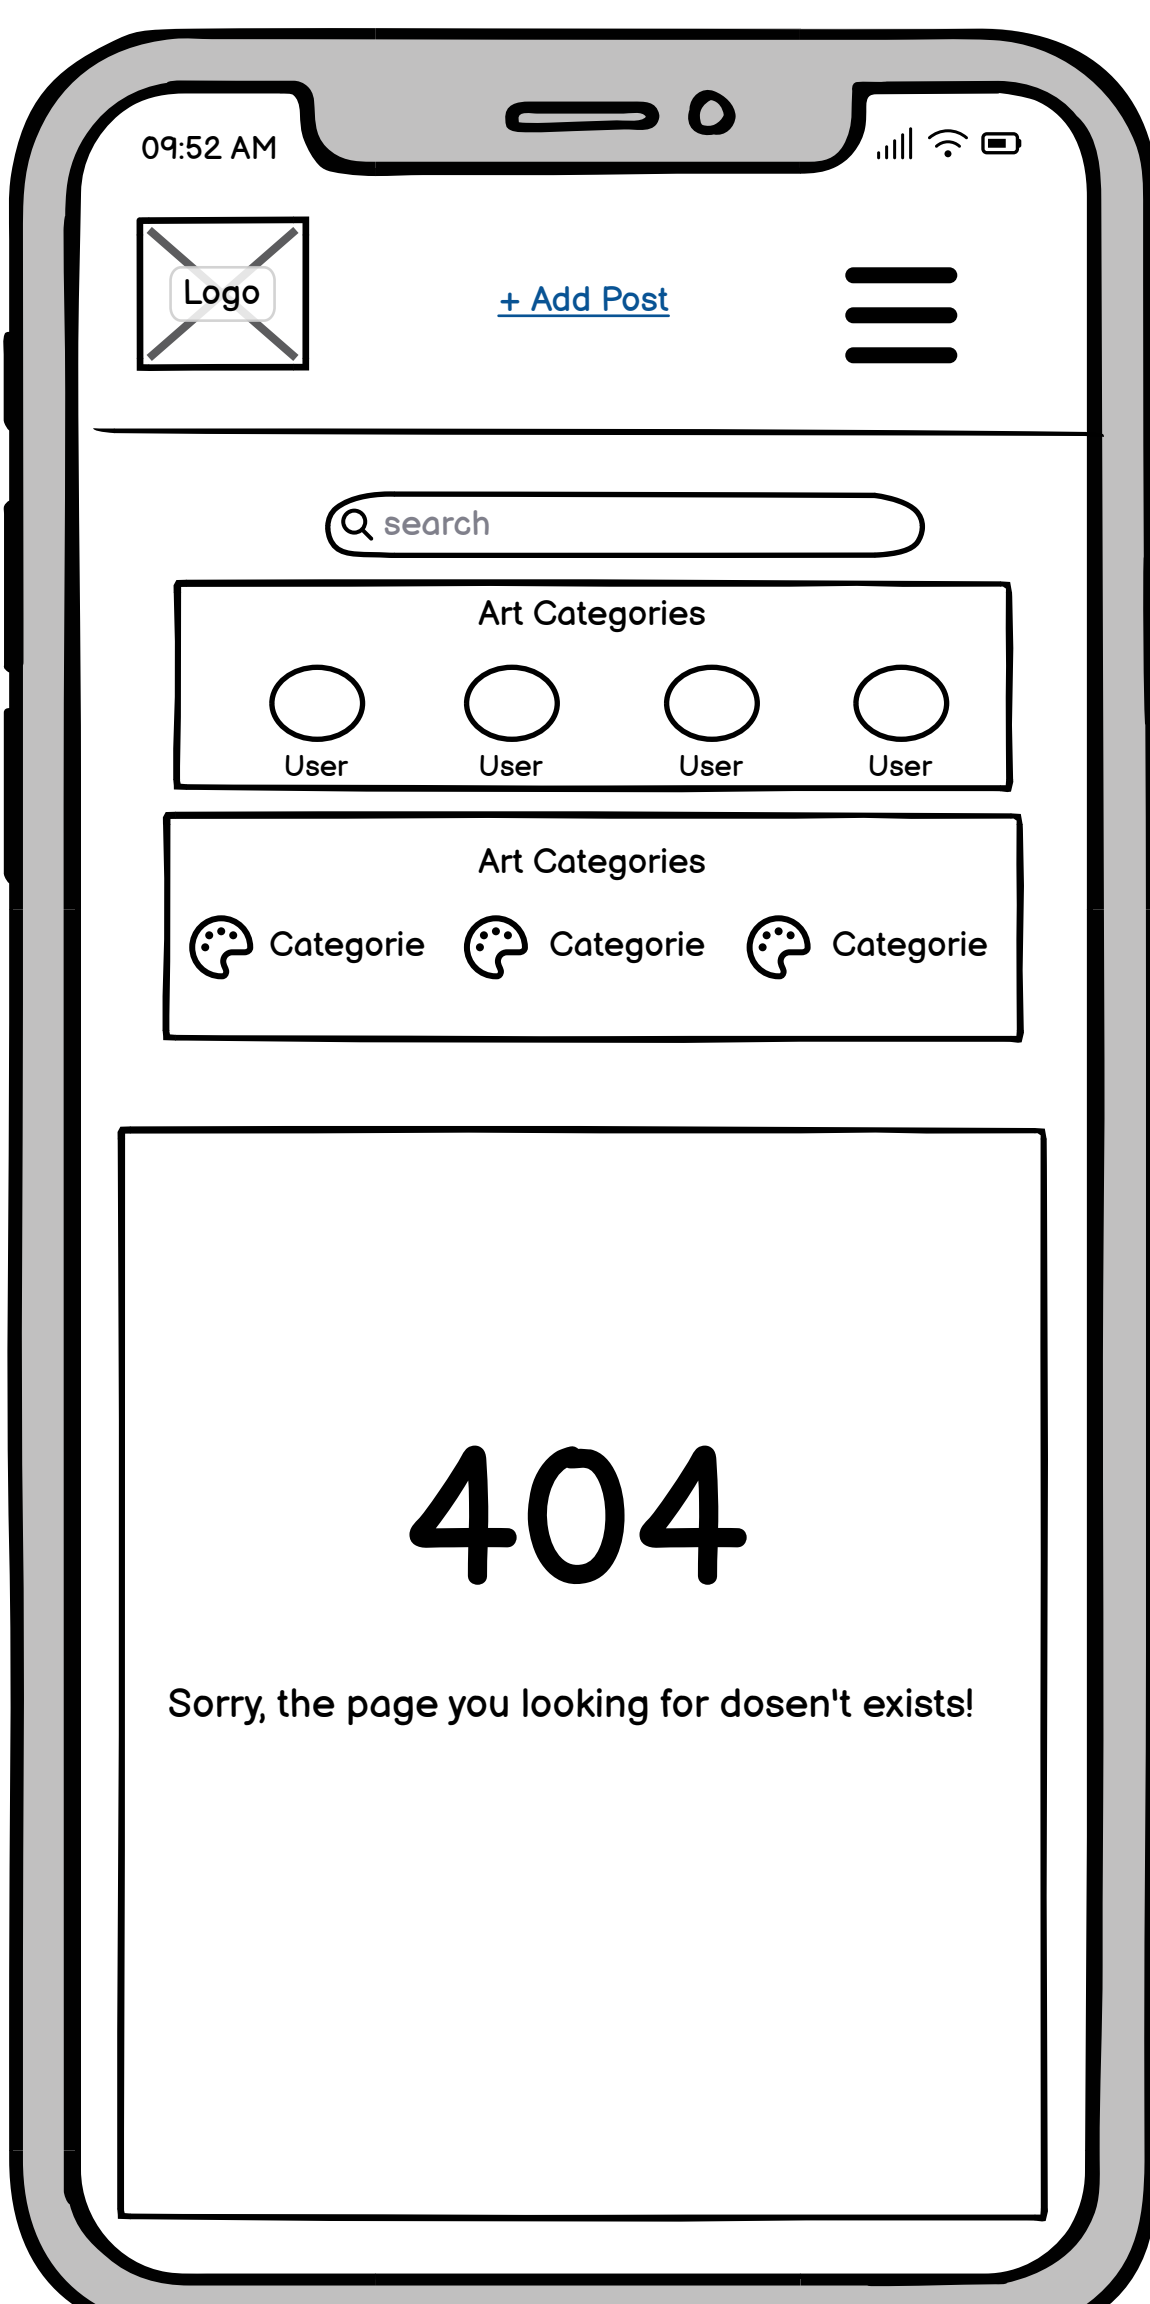 09:52 AM
Logo
+ Add Post
search
Art Categories
User User User User
Art Categories
Categorie Categorie Categorie
404
Sorry, the page you looking for dosen't exists!